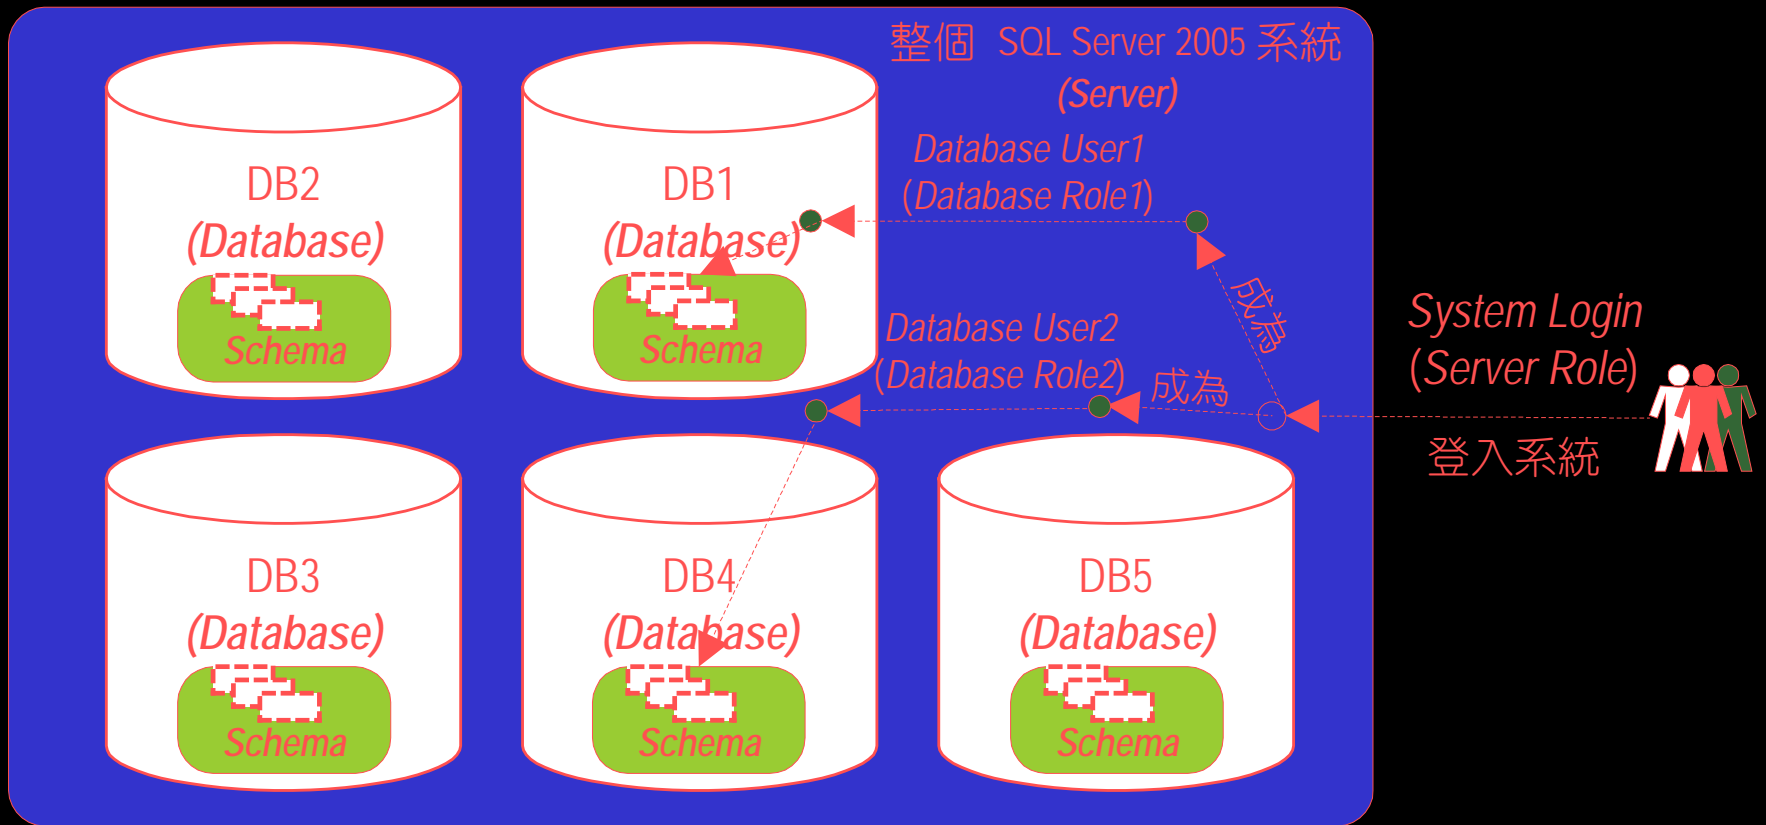 整個 SQL Server 2005 系統
(Server)
Database User1
(Database Role1)
DB2
(Database)
Schema
DB1
(Database)
Schema
成為
Database User2
(Database Role2)
成為
System Login
(Server Role)
登入系統
DB3
(Database)
Schema
DB4
(Database)
Schema
DB5
(Database)
Schema